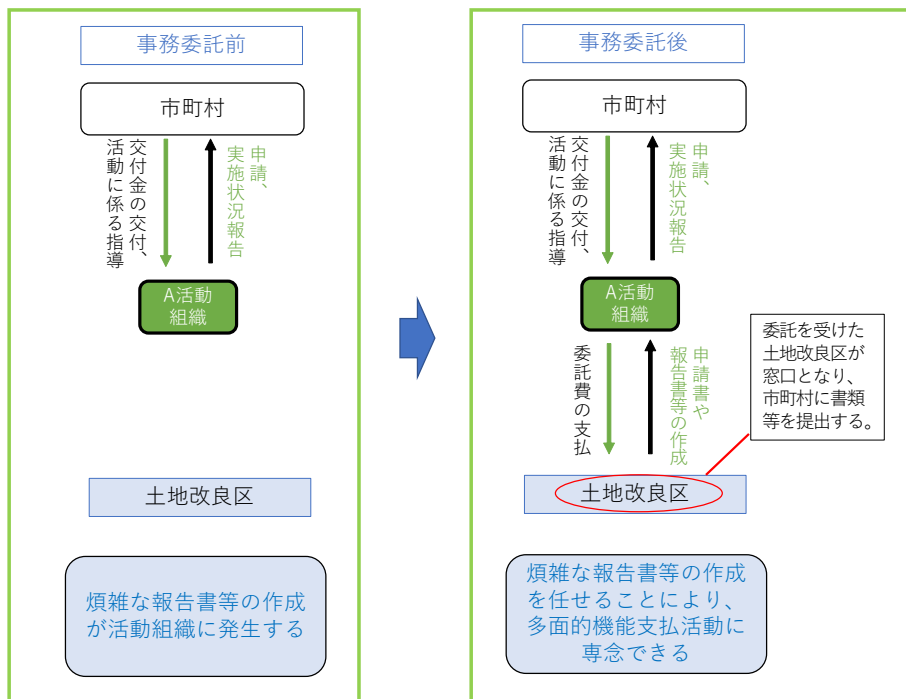 事務委託前
市町村
交付金の交付、
活動に係る指導
申請、
実施状況報告
A活動
組織
土地改良区
煩雑な報告書等の作成
が活動組織に発生する
事務委託後
市町村
交付金の交付、
活動に係る指導
申請、
実施状況報告
A活動
組織
委託費の支払
申請書や
報告書等の作成
委託を受けた
土地改良区が
窓口となり、
市町村に書類
等を提出する。
土地改良区
煩雑な報告書等の作成
を任せることにより、
多面的機能支払活動に
専念できる